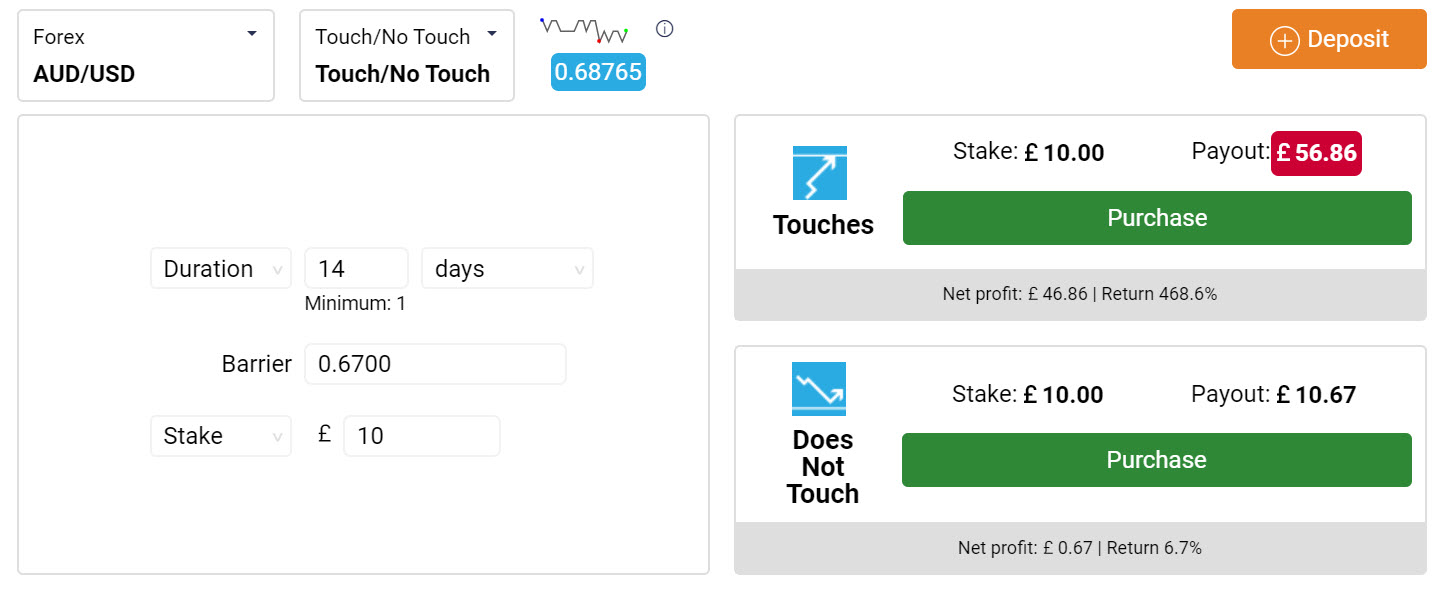 Forex
AUD/USD
Touch/No Touch
Touch/No Touch
0.68765
Deposit
Duration 14 days
Minimum: 1
Barrier 0.6700
Stake £ 10
Touches
Stake: £ 10.00 Payout: £ 56.86
Purchase
Net profit: £ 46.86 | Return 468.6%
Does
Not
Touch
Stake: £ 10.00 Payout: £ 10.67
Purchase
Net profit: £ 0.67 | Return 6.7%